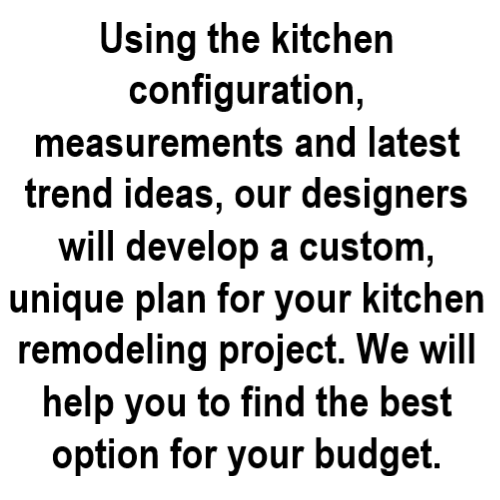 Using the kitchen
configuration,
measurements and latest
trend ideas, our designers
will develop a custom,
unique plan for your kitchen
remodeling project. We will
help you to find the best
option for your budget.